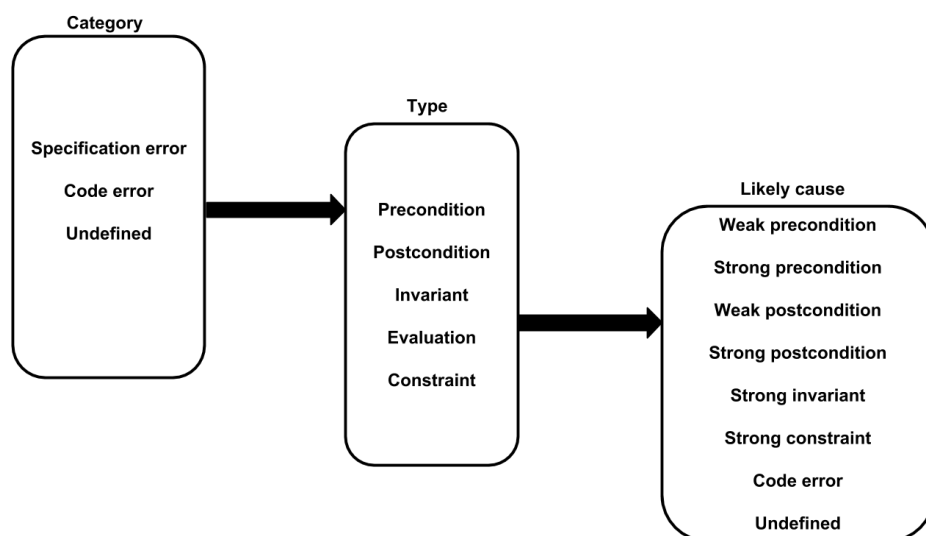 Category
Specification error
Code error
Undefined
Type
Precondition
Postcondition
Invariant
Evaluation
Constraint
Likely cause
Weak precondition
Strong precondition
Weak postcondition
Strong postcondition
Strong invariant
Strong constraint
Code error
Undefined